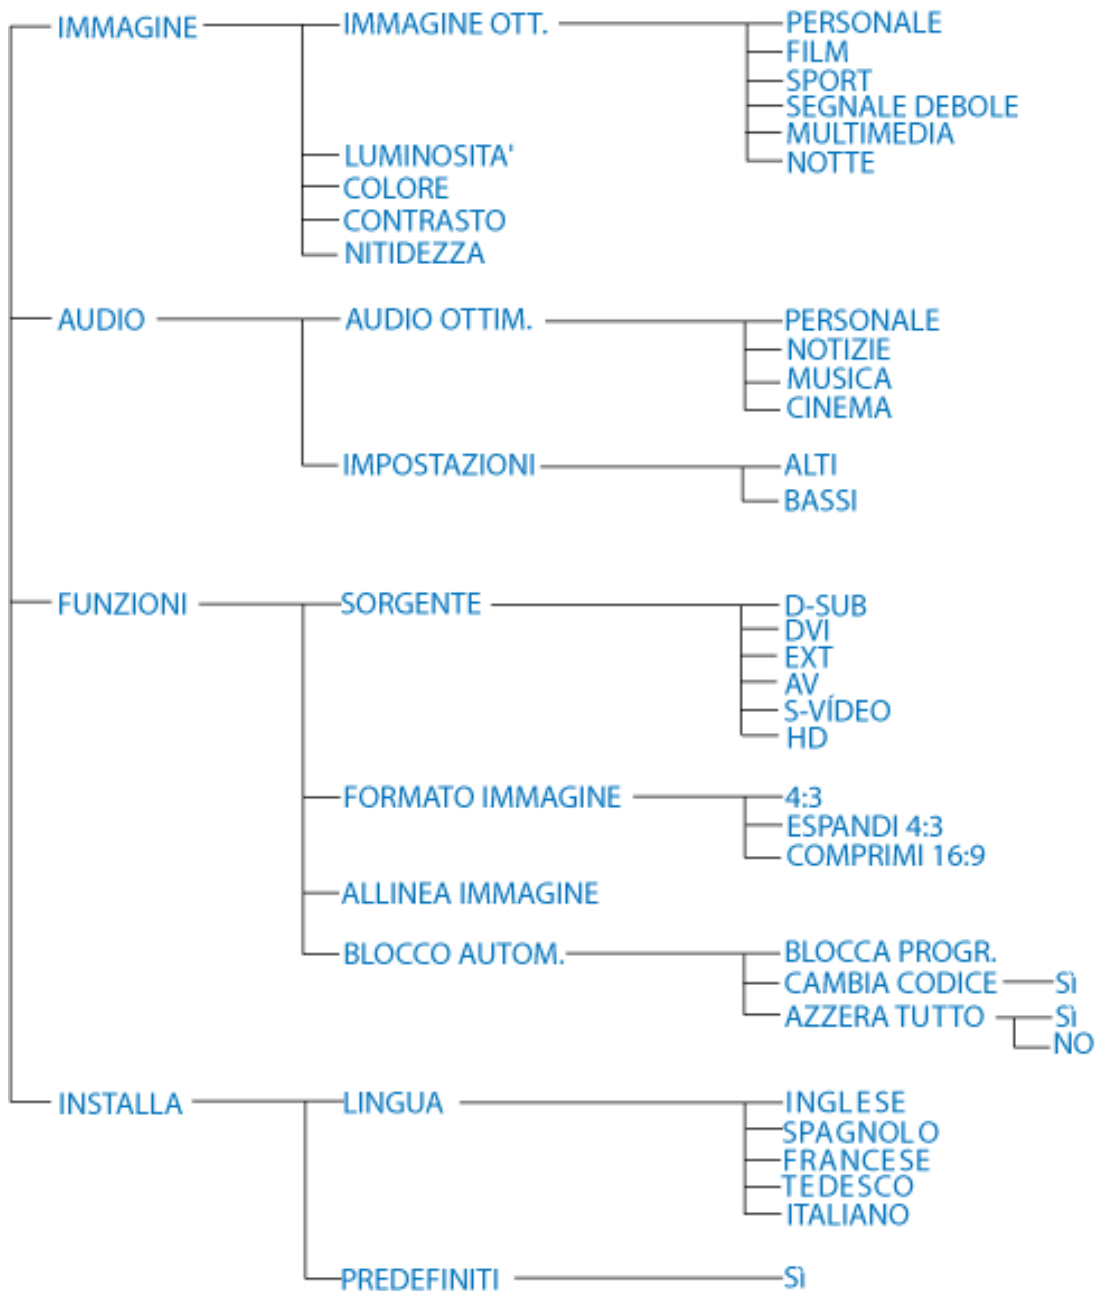 IMMAGINE
IMMAGINE OTT.
PERSONALE
FILM
SPORT
SEGNALE DEBOLE
MULTIMEDIA
NOTTE
LUMINOSITA'
COLORE
CONTRASTO
NITIDEZZA
AUDIO
AUDIO OTTIM.
PERSONALE
NOTIZIE
MUSICA
CINEMA
IMPOSTAZIONI
ALTI
BASSI
FUNZIONI
SORGENTE
D-SUB
DVI
EXT
AV
S-VÍDEO
HD
FORMATO IMMAGINE
4:3
ESPANDI 4:3
COMPRIMI 16:9
ALLINEA IMMAGINE
BLOCCO AUTOM.
BLOCCA PROGR.
CAMBIA CODICE
Sì
AZZERA TUTTO
Sì
NO
INSTALLA
LINGUA
INGLESE
SPAGNOLO
FRANCESE
TEDESCO
ITALIANO
PREDEFINITI
Sì